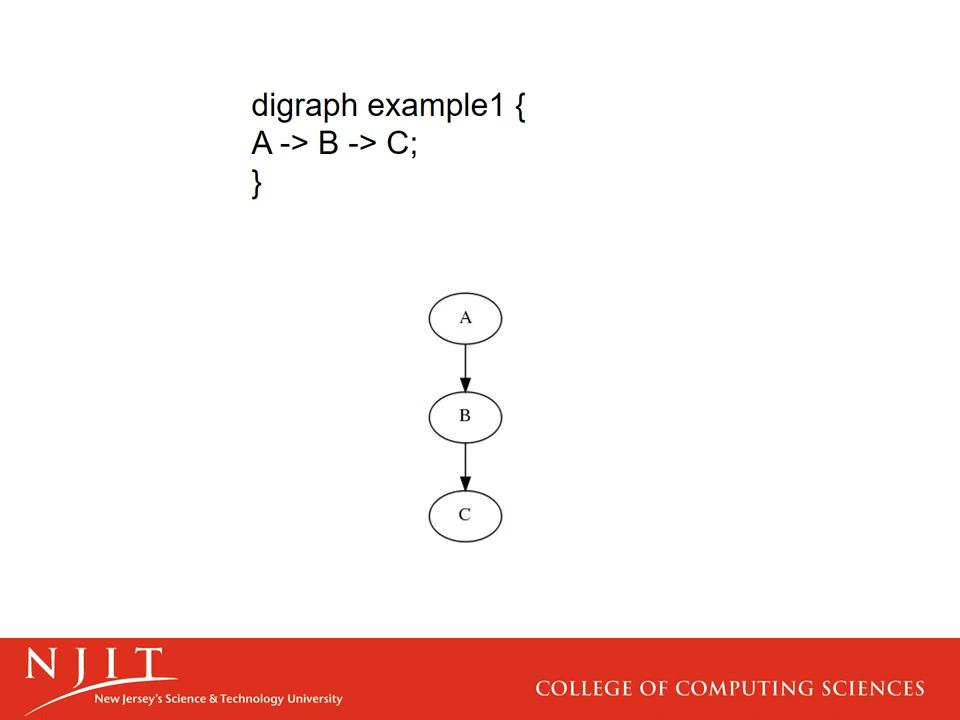 digraph example1 {
A -> B -> C;
}
A
B
C
NJIT
New Jersey's Science & Technology University
COLLEGE OF COMPUTING SCIENCES